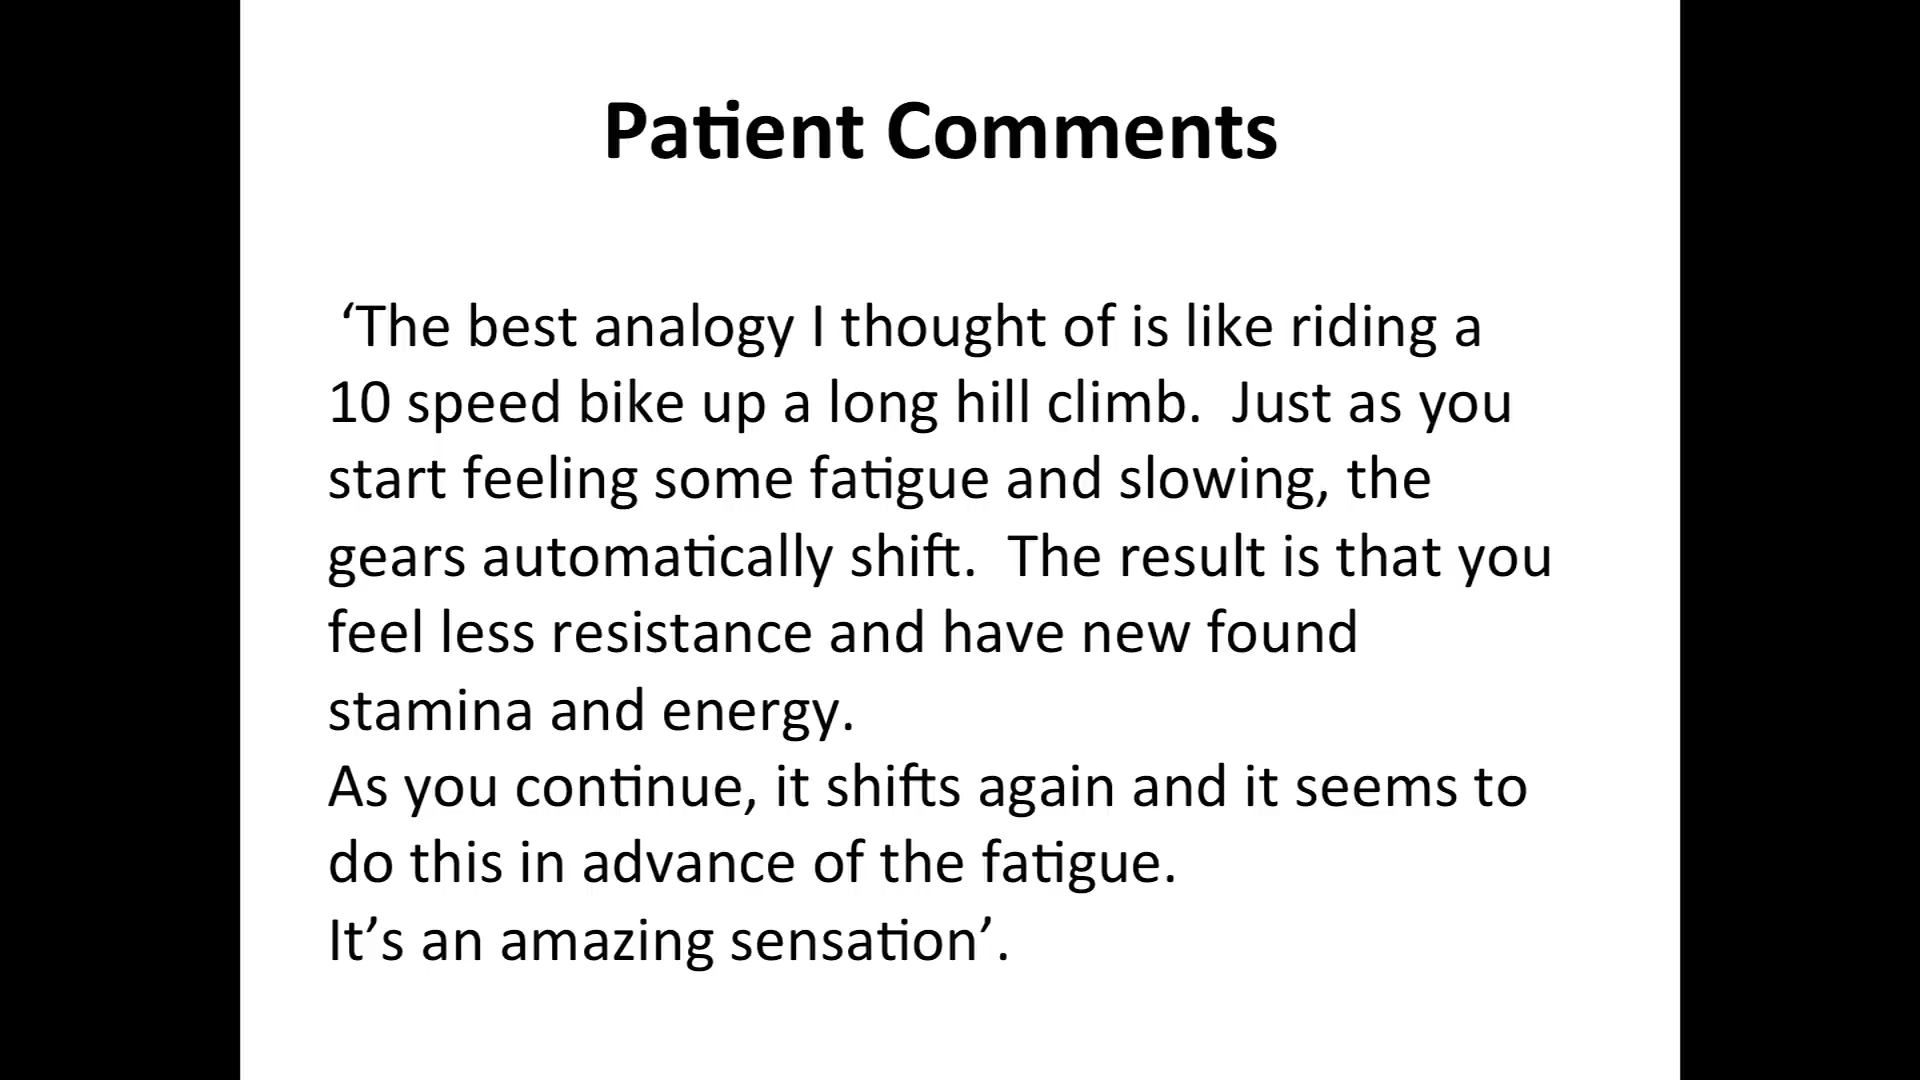 Patient Comments
‘The best analogy I thought of is like riding a
10 speed bike up a long hill climb.  Just as you
start feeling some fatigue and slowing, the
gears automatically shift.  The result is that you
feel less resistance and have new found
stamina and energy.
As you continue, it shifts again and it seems to
do this in advance of the fatigue.
It’s an amazing sensation’.